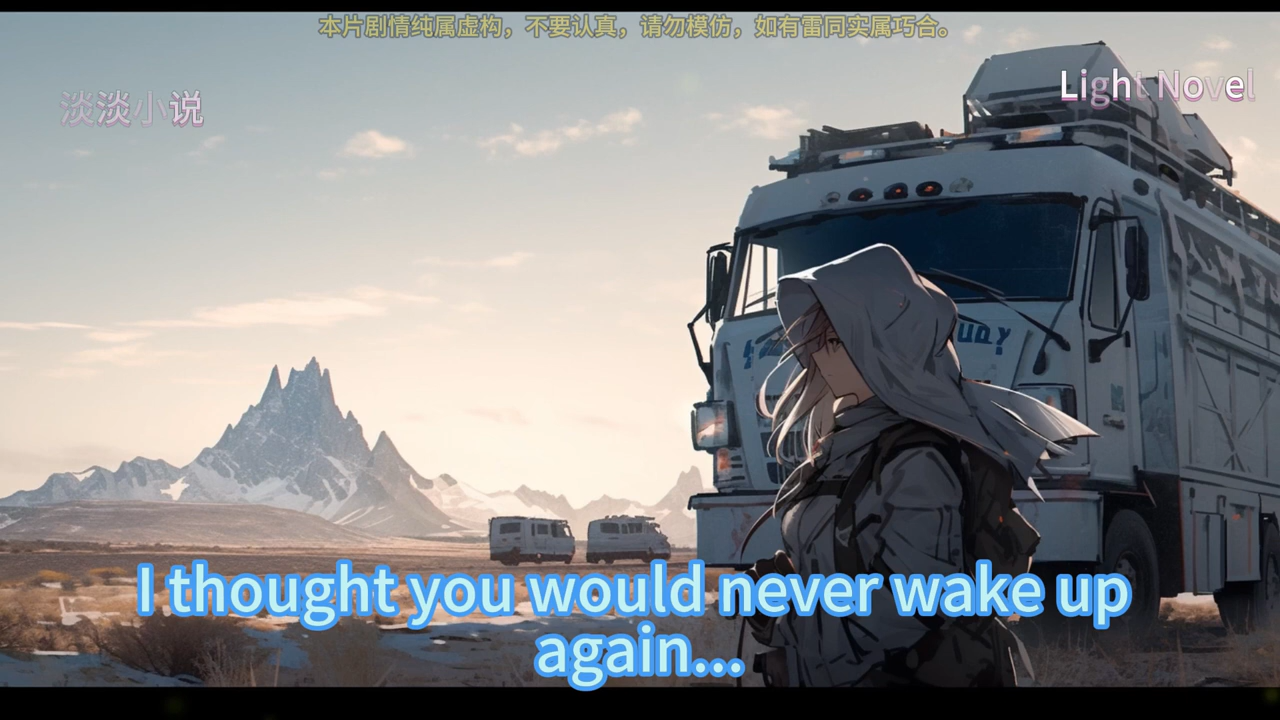 本片剧情纯属虚构，不要认真，请勿模仿，如有雷同实属巧合。
淡淡小说
Light Novel
I thought you would never wake up
again...